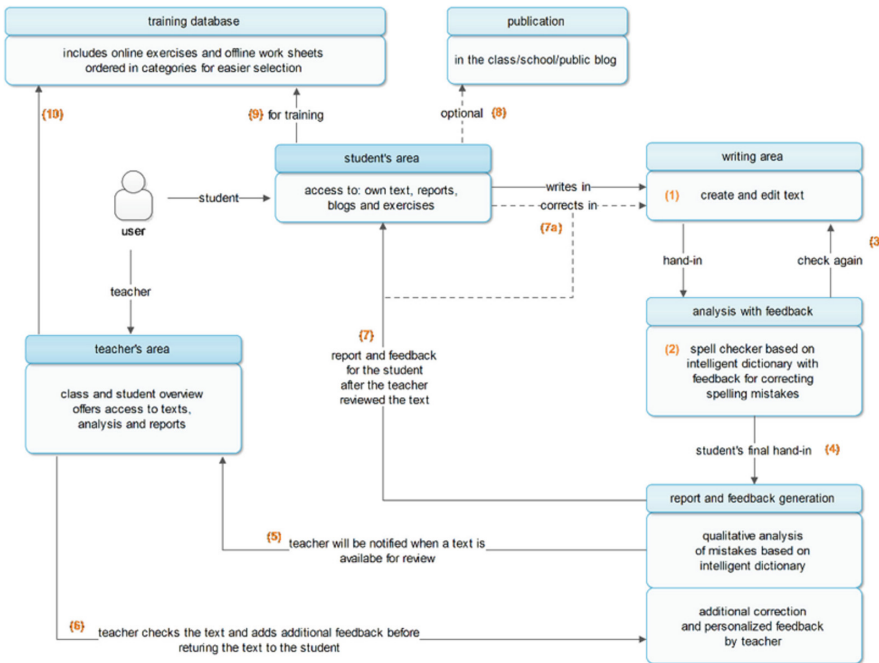 training database
includes online exercises and offline work sheets
ordered in categories for easier selection
publication
in the class/school/public blog
{10}
{9} for training
optional {8}
student's area
access to: own text, reports,
blogs and exercises
writing area
(1) create and edit text
user
student
writes in
corrects in
{7a}
hand-in
check again
{3
teacher
analysis with feedback
(2) spell checker based on
intelligent dictionary with
feedback for correcting
spelling mistakes
teacher's area
class and student overview
offers access to texts,
analysis and reports
{7}
report and feedback
for the student
after the teacher
reviewed the text
student's final hand-in {4}
report and feedback generation
qualitative analysis
of mistakes based on
intelligent dictionary
{5} teacher will be notified when a text is
availabe for review
additional correction
and personalized feedback
by teacher
{6} teacher checks the text and adds additional feedback before
returing the text to the student